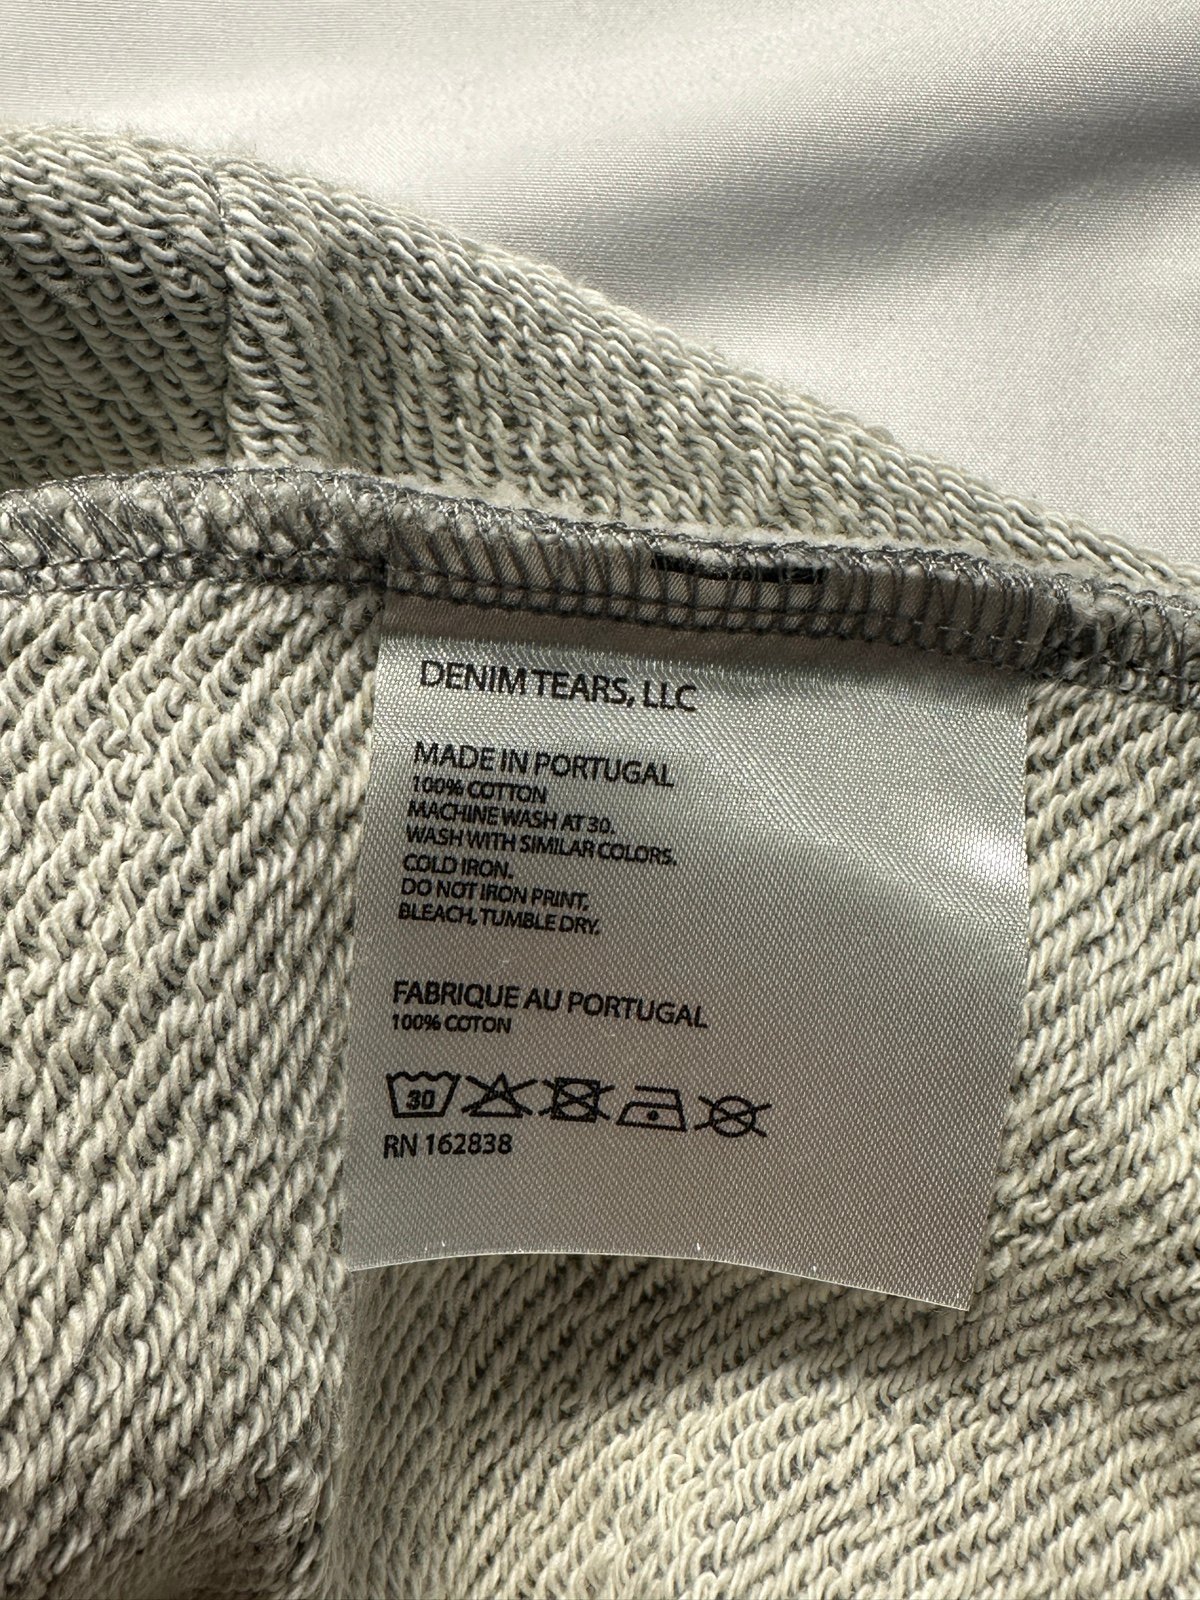 DENIM TEARS, LLC
MADE IN PORTUGAL
100% COTTON
MACHINE WASH AT 30.
WASH WITH SIMILAR COLORS.
COLD IRON.
DO NOT IRON PRINT.
BLEACH, TUMBLE DRY.
FABRIQUE AU PORTUGAL
100% COTON
30
RN 162838